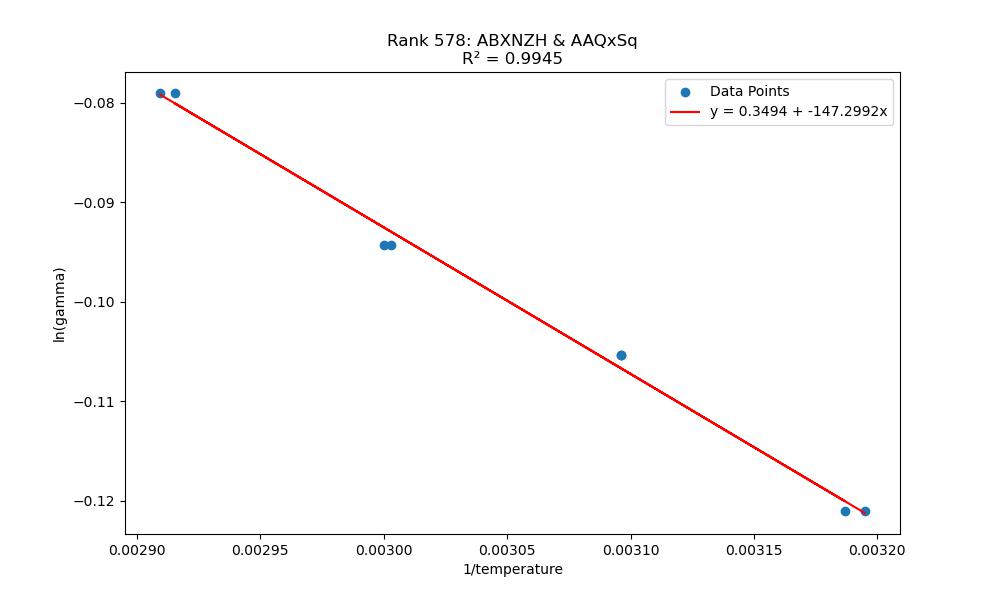 Rank 578: ABXNZH & AAQxSq
R² = 0.9945
Data Points
y = 0.3494 + -147.2992x
−0.08
−0.09
−0.10
−0.11
−0.12
ln(gamma)
0.00290 0.00295 0.00300 0.00305 0.00310 0.00315 0.00320
1/temperature